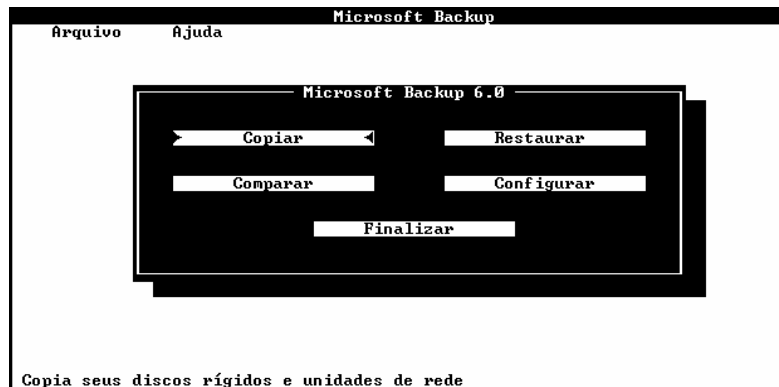 Microsoft Backup
Arquivo Ajuda
Microsoft Backup 6.0
Copiar Restaurar
Comparar Configurar
Finalizar
Copia seus discos rígidos e unidades de rede